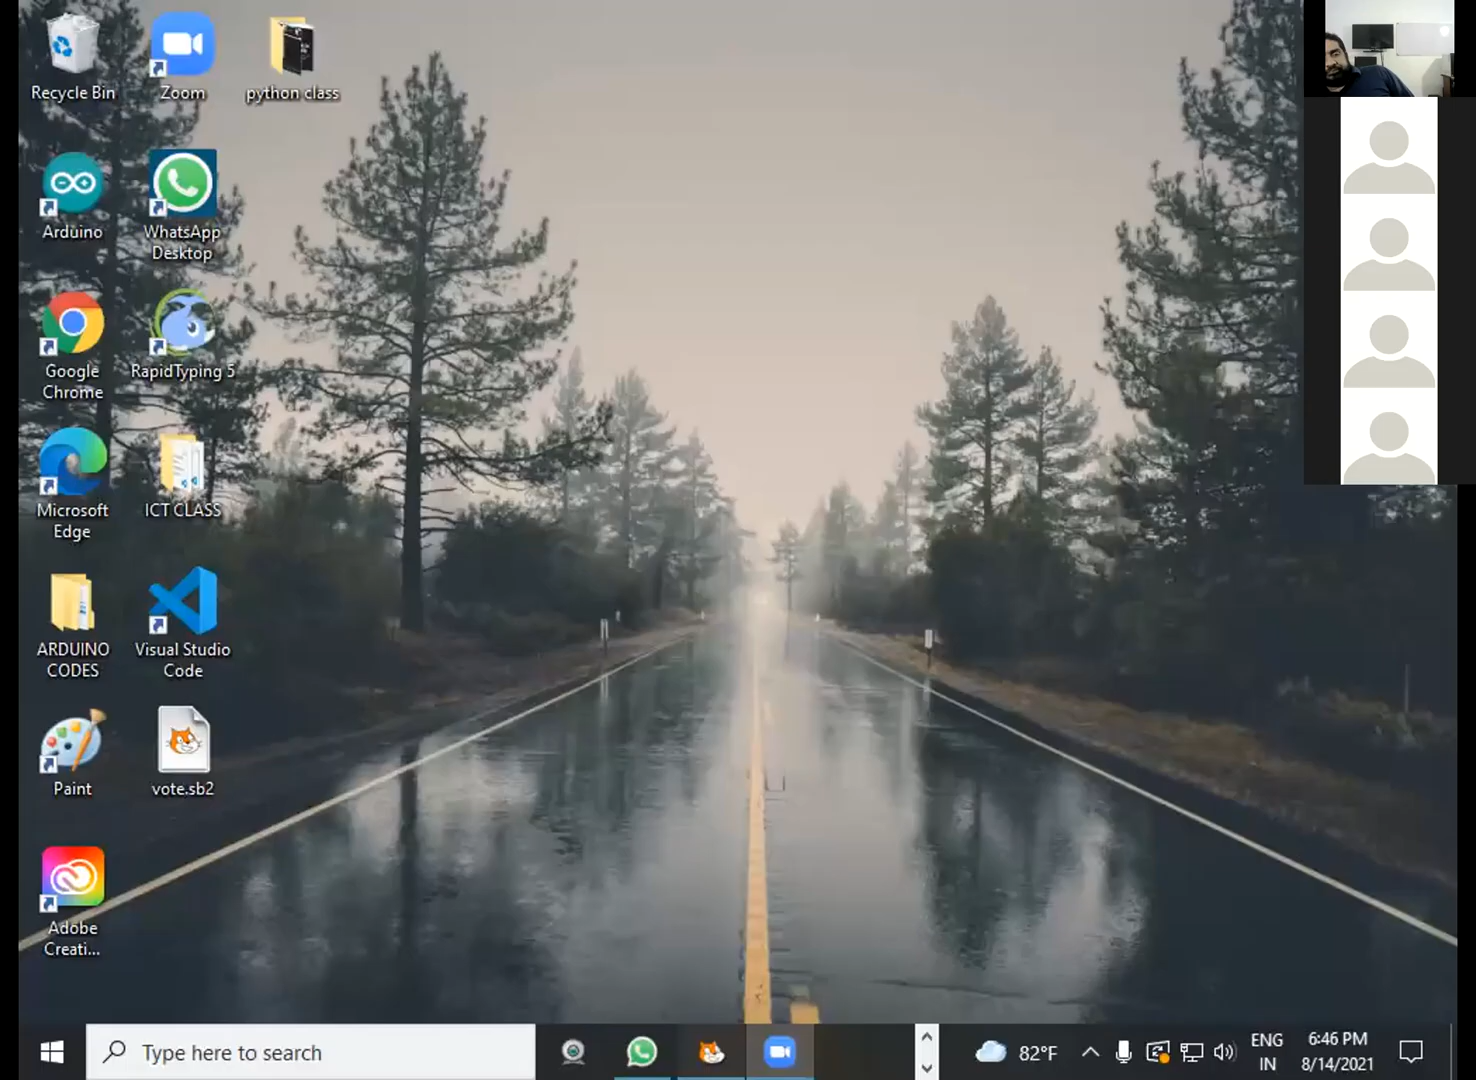 Recycle Bin
Zoom
python class
Arduino
WhatsApp
Desktop
Google
Chrome
RapidTyping 5
Microsoft
Edge
ICT CLASS
ARDUINO
CODES
Visual Studio
Code
Paint
vote.sb2
Adobe
Creati...
Type here to search
82°F
ENG
IN
6:46 PM
8/14/2021